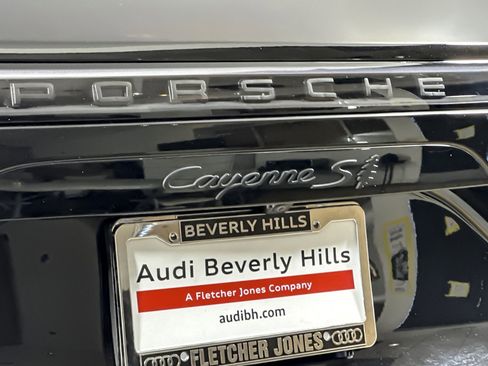 PORSCHE
Cayenne S
BEVERLY HILLS
Audi Beverly Hills
A Fletcher Jones Company
audibh.com
FLETCHER JONES